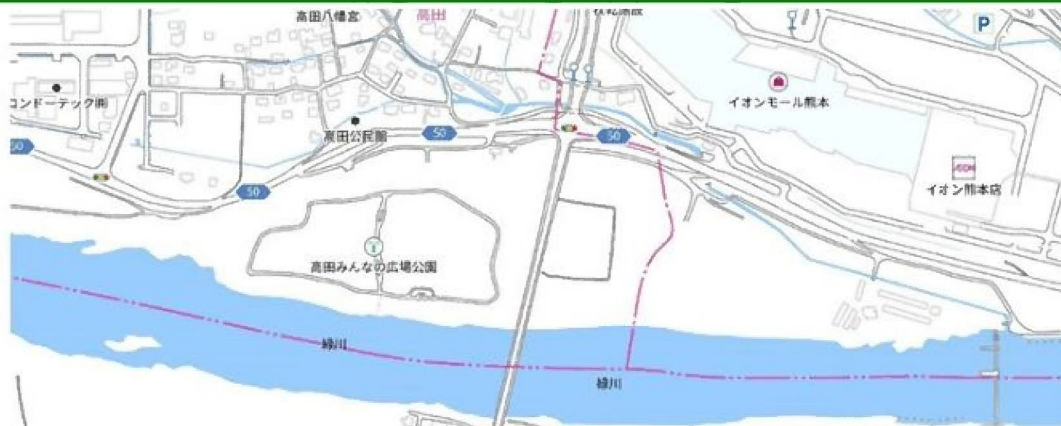 高田八幡宮
高田
P
コンドーテック㈱
イオンモール熊本
高田公民館
50
50
50
50
イオン熊本店
高田みんなの広場公園
緑川
緑川